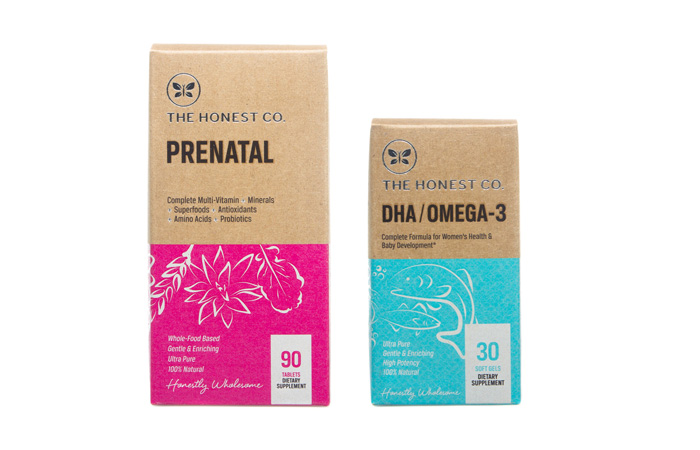 THE HONEST CO.
PRENATAL
Complete Multi-Vitamin · Minerals
· Superfoods · Antioxidants
· Amino Acids · Probiotics
Whole-Food Based
Gentle & Enriching
Ultra Pure
100% Natural
Honestly Wholesome
90
TABLETS
DIETARY
SUPPLEMENT
THE HONEST CO.
DHA/OMEGA-3
Complete Formula for Women's Health &
Baby Development*
Ultra Pure
Gentle & Enriching
High Potency
100% Natural
Honestly Wholesome
30
SOFT GELS
DIETARY
SUPPLEMENT